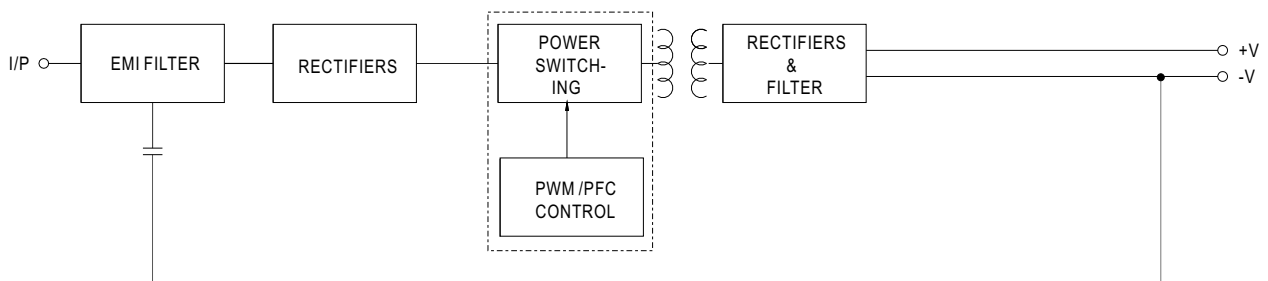 I/P
EMI FILTER
RECTIFIERS
POWER
SWITCH-
ING
PWM /PFC
CONTROL
RECTIFIERS
&
FILTER
+V
-V